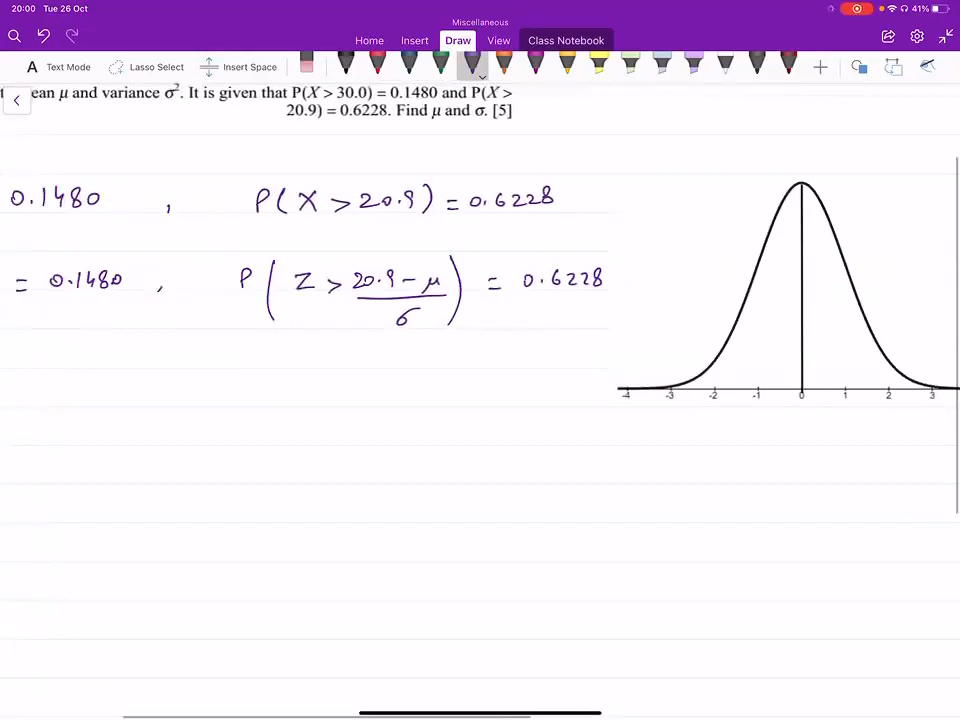 20:00 Tue 26 Oct
41%
Miscellaneous
Home Insert Draw View Class Notebook
A Text Mode Lasso Select Insert Space
ean μ and variance σ². It is given that P(X > 30.0) = 0.1480 and P(X >
20.9) = 0.6228. Find μ and σ. [5]
0.1480 , P(X > 20.9) = 0.6228
= 0.1480 , P(Z > (20.9 - μ)/σ) = 0.6228
-4 -3 -2 -1 0 1 2 3